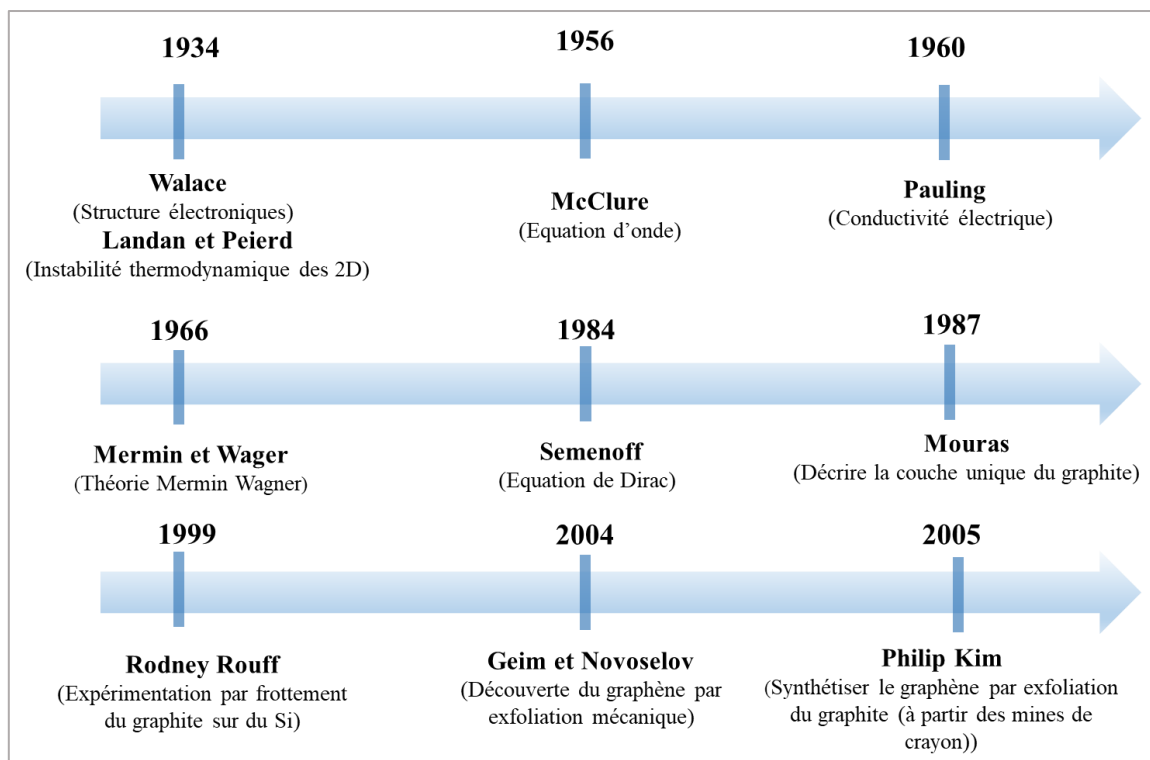 1934
1956
1960
Walace
(Structure électroniques)
Landan et Peierd
(Instabilité thermodynamique des 2D)
McClure
(Equation d’onde)
Pauling
(Conductivité électrique)
1966
1984
1987
Mermin et Wager
(Théorie Mermin Wagner)
Semenoff
(Equation de Dirac)
Mouras
(Décrire la couche unique du graphite)
1999
2004
2005
Rodney Rouff
(Expérimentation par frottement
du graphite sur du Si)
Geim et Novoselov
(Découverte du graphène par
exfoliation mécanique)
Philip Kim
(Synthétiser le graphène par exfoliation
du graphite (à partir des mines de
crayon))